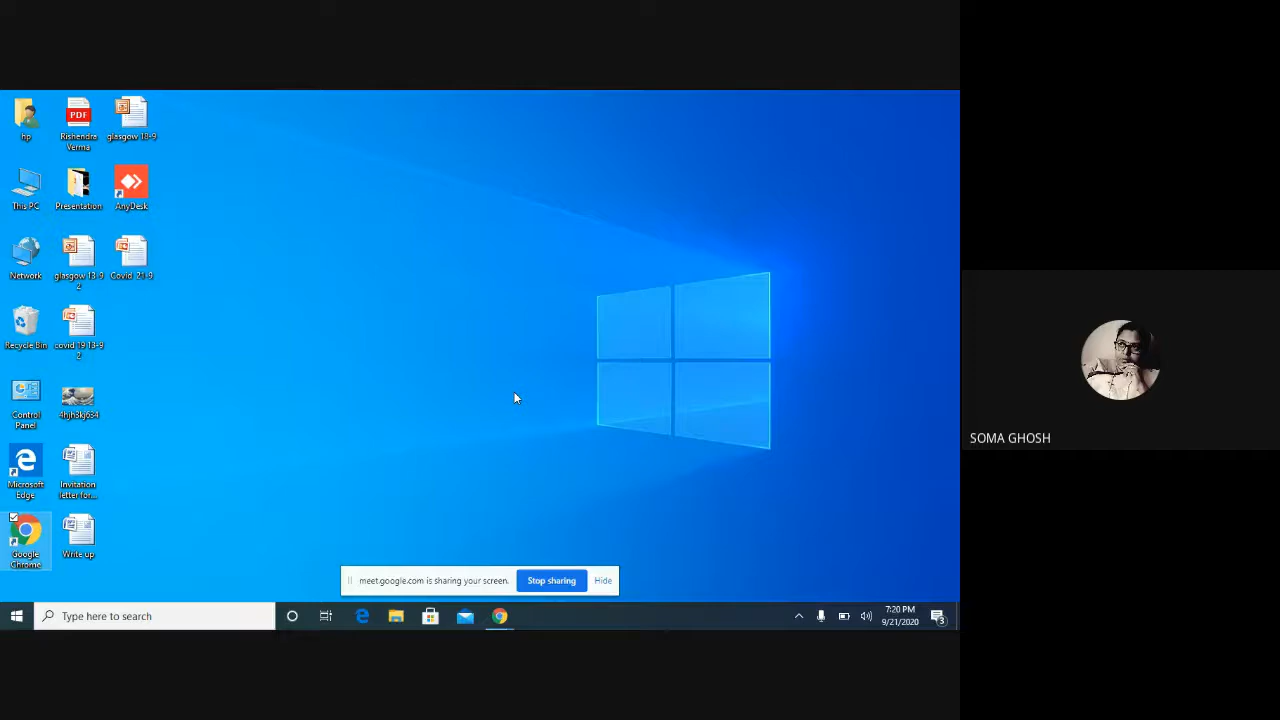 hp
PDF
Rishendra
Verma
glasgow 18-9
This PC
Presentation
AnyDesk
Network
glasgow 13-9
2
Covid 21-9
Recycle Bin
covid 19 13-9
2
Control
Panel
4hjh3kj634
Microsoft
Edge
Invitation
letter for...
Google
Chrome
Write up
meet.google.com is sharing your screen.
Stop sharing
Hide
Type here to search
7:20 PM
9/21/2020
3
SOMA GHOSH